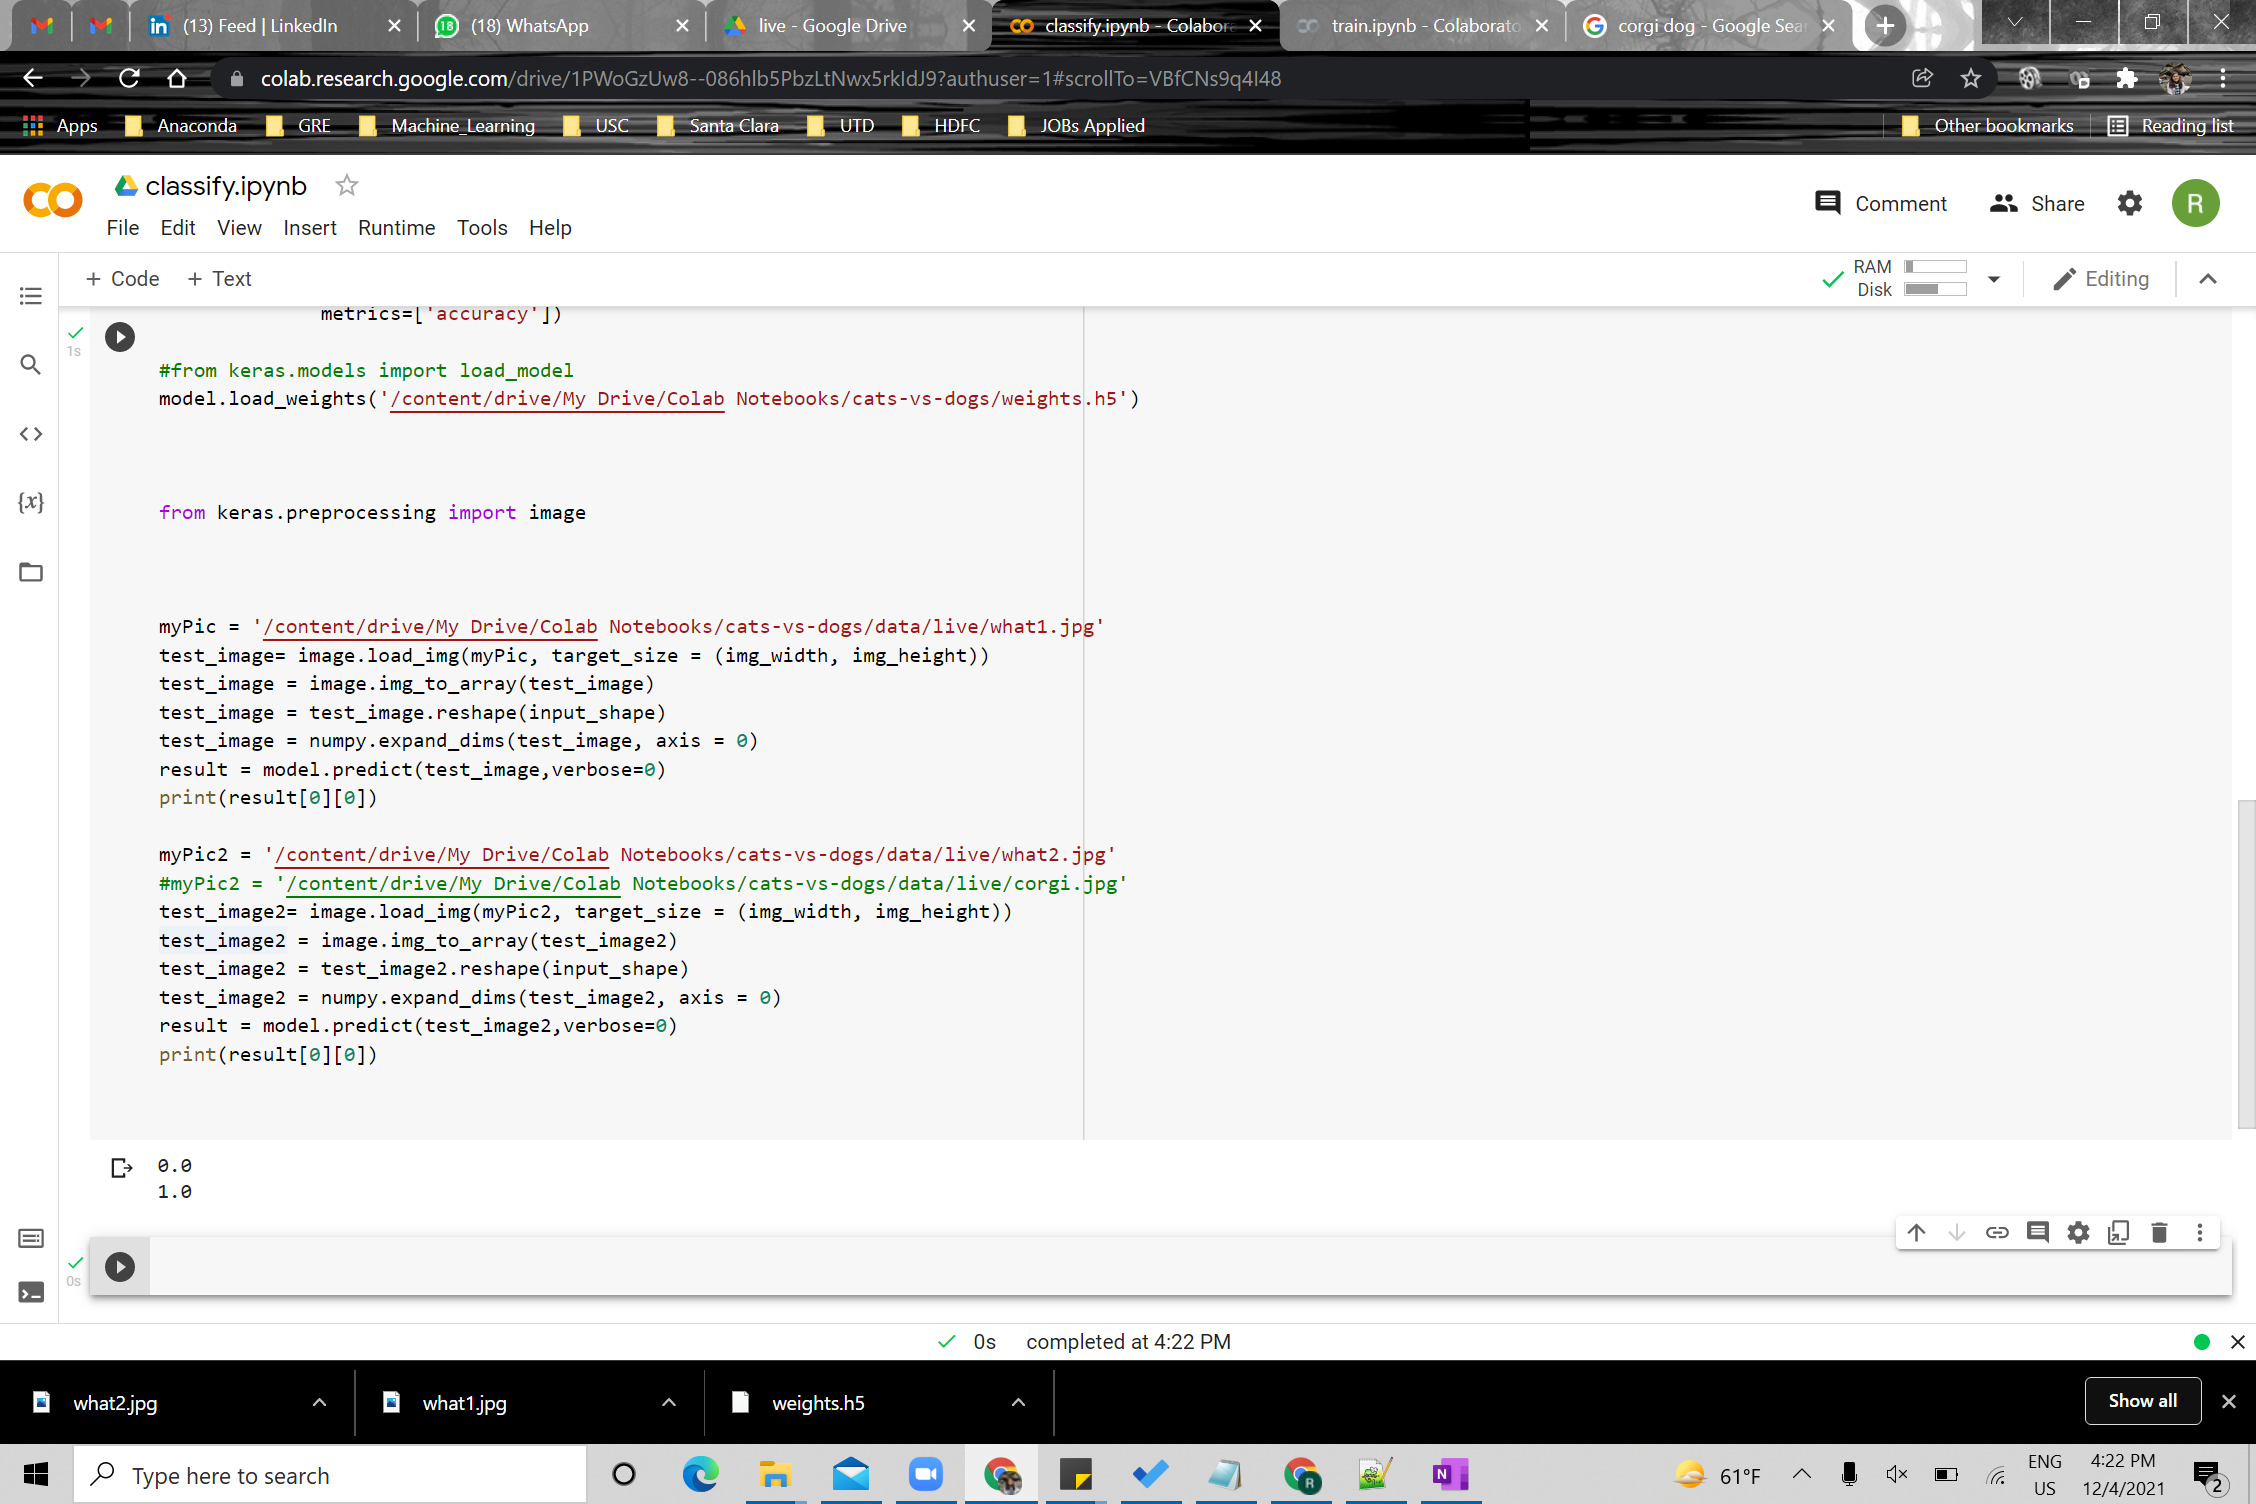 (13) Feed | LinkedIn
(18) WhatsApp
live - Google Drive
classify.ipynb - Colabor
train.ipynb - Colaborato
corgi dog - Google Sear
colab.research.google.com/drive/1PWoGzUw8--086hlb5PbzLtNwx5rkIdJ9?authuser=1#scrollTo=VBfCNs9q4I48
Apps Anaconda GRE Machine_Learning USC Santa Clara UTD HDFC JOBs Applied Other bookmarks Reading list
classify.ipynb
Comment Share R
File Edit View Insert Runtime Tools Help
+ Code + Text
RAM
Disk
Editing
1s
metrics=['accuracy'])
#from keras.models import load_model
model.load_weights('/content/drive/My Drive/Colab Notebooks/cats-vs-dogs/weights.h5')
from keras.preprocessing import image
myPic = '/content/drive/My Drive/Colab Notebooks/cats-vs-dogs/data/live/what1.jpg'
test_image= image.load_img(myPic, target_size = (img_width, img_height))
test_image = image.img_to_array(test_image)
test_image = test_image.reshape(input_shape)
test_image = numpy.expand_dims(test_image, axis = 0)
result = model.predict(test_image,verbose=0)
print(result[0][0])
myPic2 = '/content/drive/My Drive/Colab Notebooks/cats-vs-dogs/data/live/what2.jpg'
#myPic2 = '/content/drive/My Drive/Colab Notebooks/cats-vs-dogs/data/live/corgi.jpg'
test_image2= image.load_img(myPic2, target_size = (img_width, img_height))
test_image2 = image.img_to_array(test_image2)
test_image2 = test_image2.reshape(input_shape)
test_image2 = numpy.expand_dims(test_image2, axis = 0)
result = model.predict(test_image2,verbose=0)
print(result[0][0])
0.0
1.0
0s
0s completed at 4:22 PM
what2.jpg
what1.jpg
weights.h5
Show all
Type here to search
61°F
ENG
US
4:22 PM
12/4/2021
2